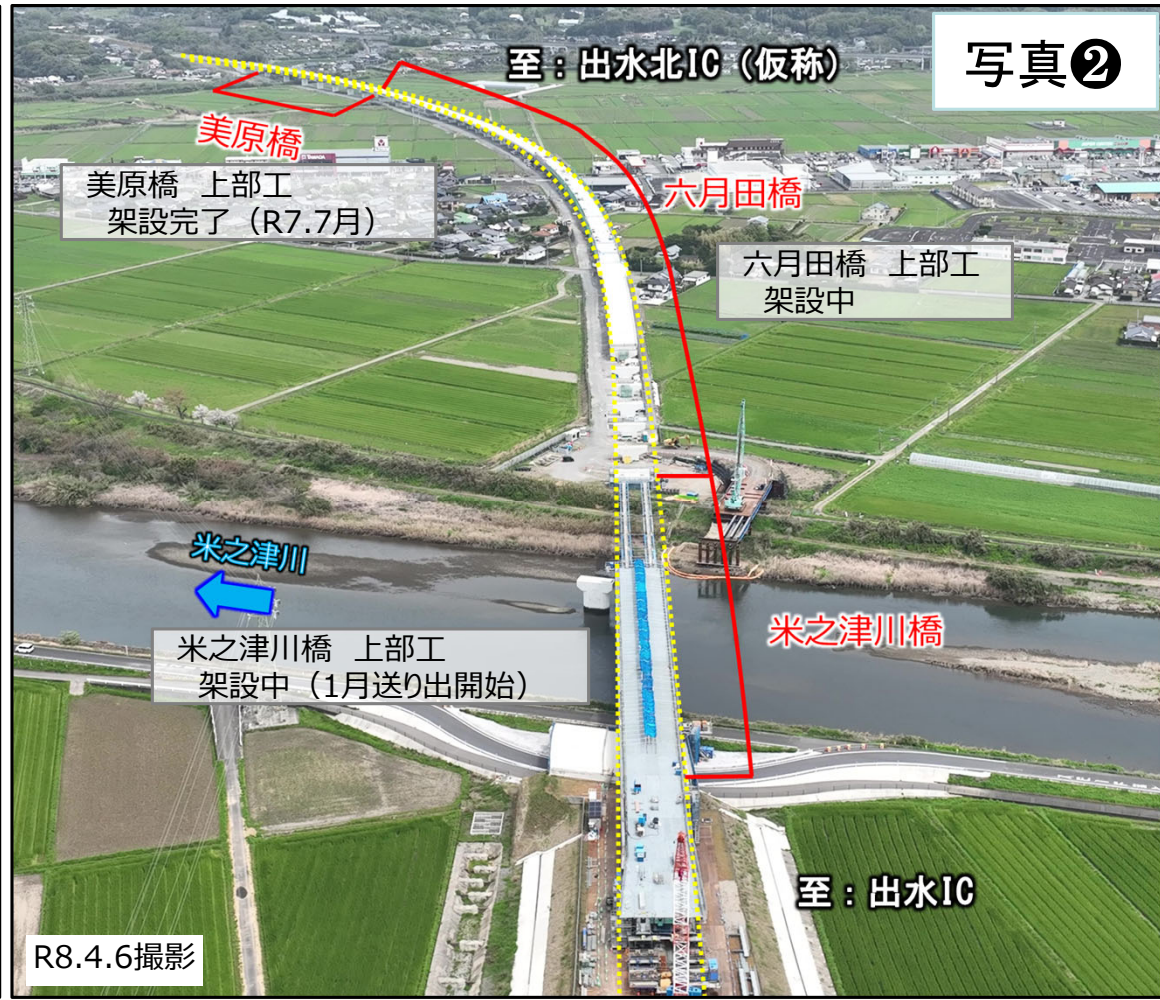 写真❷
至：出水北IC（仮称）
美原橋
美原橋 上部工
架設完了（R7.7月）
六月田橋
六月田橋 上部工
架設中
米之津川
米之津川橋 上部工
架設中（1月送り出開始）
米之津川橋
至：出水IC
R8.4.6撮影